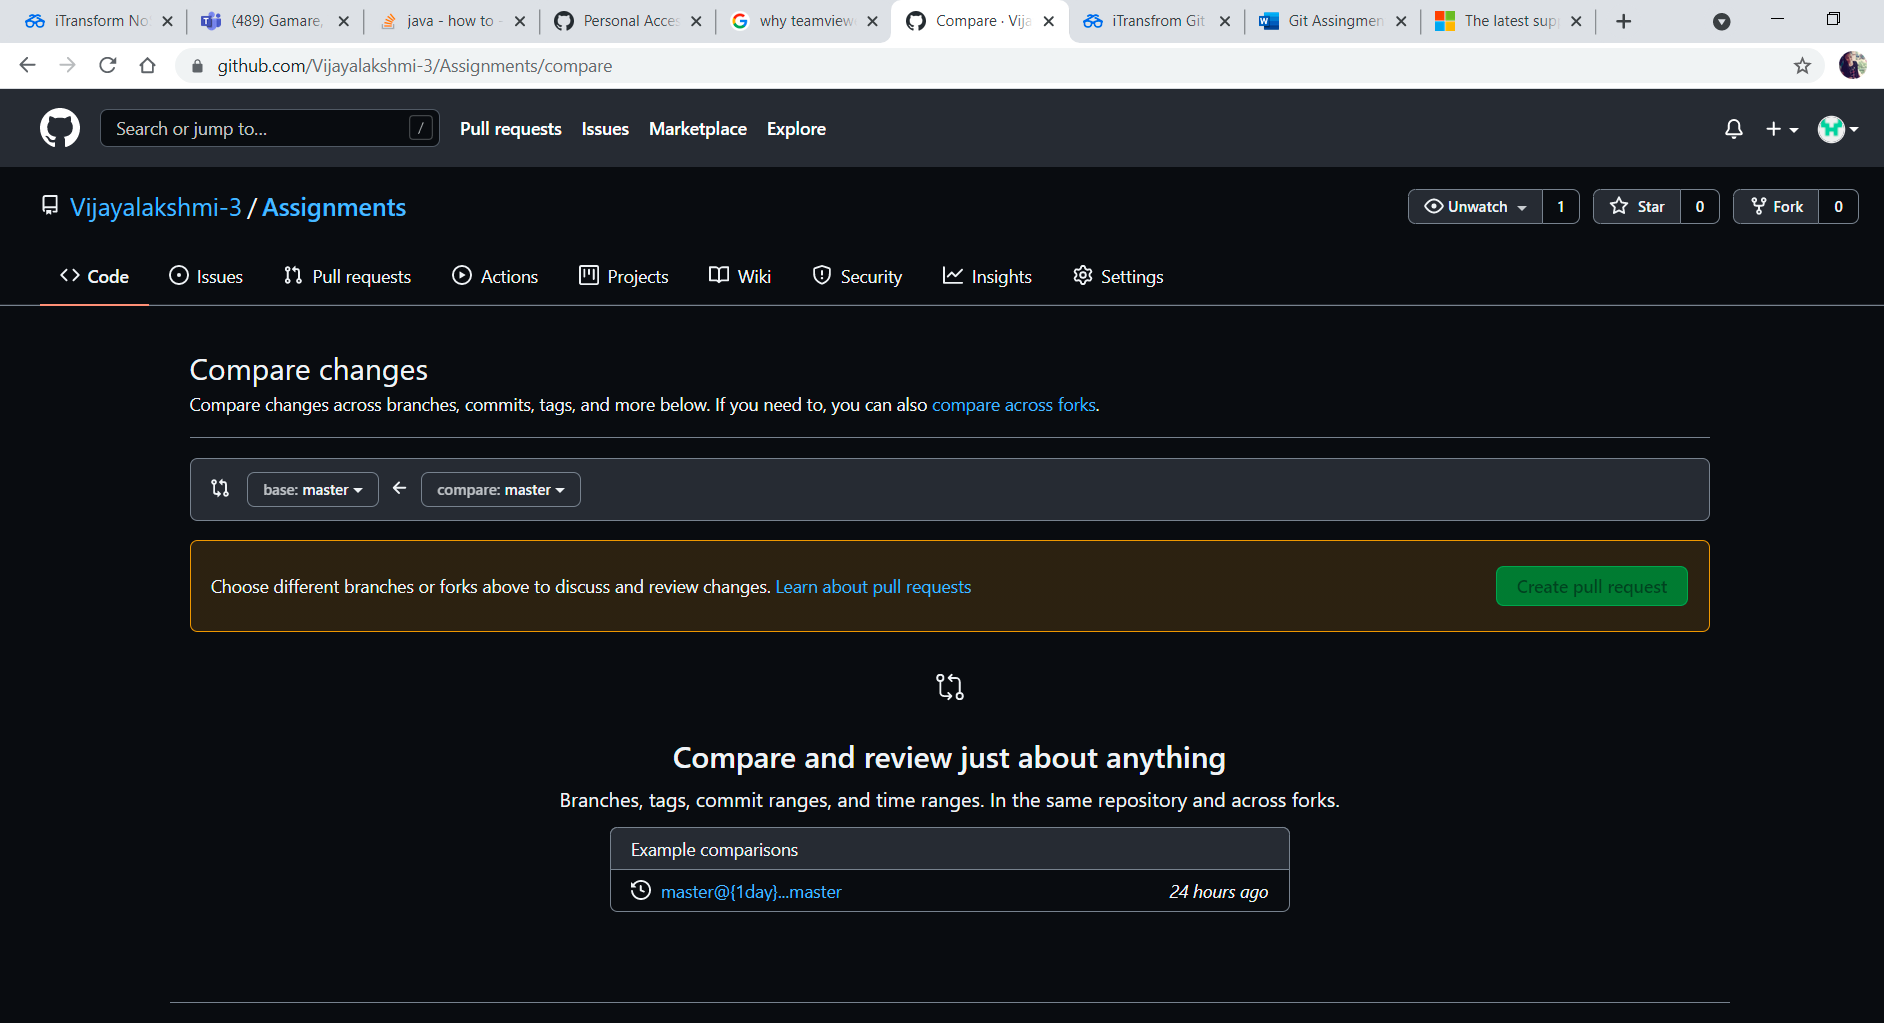 iTransform No
(489) Gamare,
java - how to -
Personal Acces
why teamviewe
Compare · Vija
iTransfrom Git
Git Assingmen
The latest supp
github.com/Vijayalakshmi-3/Assignments/compare
Search or jump to... /
Pull requests Issues Marketplace Explore
Vijayalakshmi-3 / Assignments
Unwatch 1 Star 0 Fork 0
Code Issues Pull requests Actions Projects Wiki Security Insights Settings
Compare changes
Compare changes across branches, commits, tags, and more below. If you need to, you can also compare across forks.
base: master compare: master
Choose different branches or forks above to discuss and review changes. Learn about pull requests
Create pull request
Compare and review just about anything
Branches, tags, commit ranges, and time ranges. In the same repository and across forks.
Example comparisons
master@{1day}...master 24 hours ago